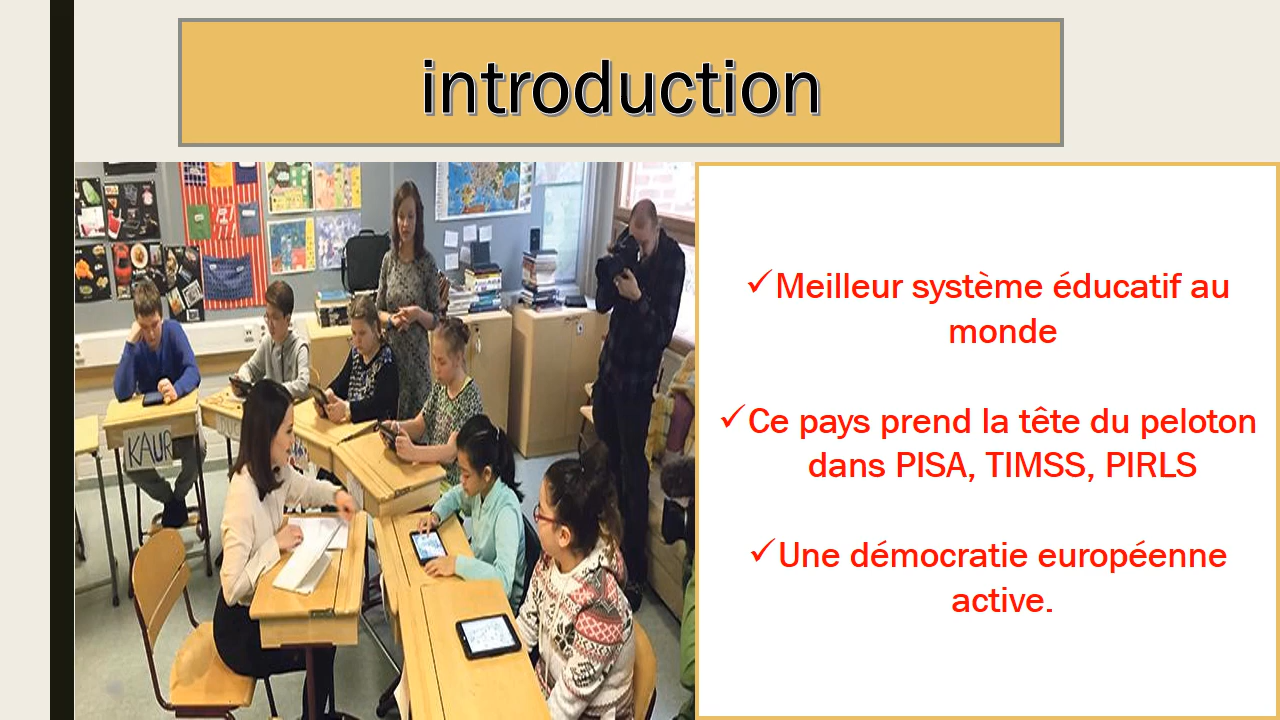 introduction
✓Meilleur système éducatif au
monde
✓Ce pays prend la tête du peloton
dans PISA, TIMSS, PIRLS
✓Une démocratie européenne
active.
KAUR